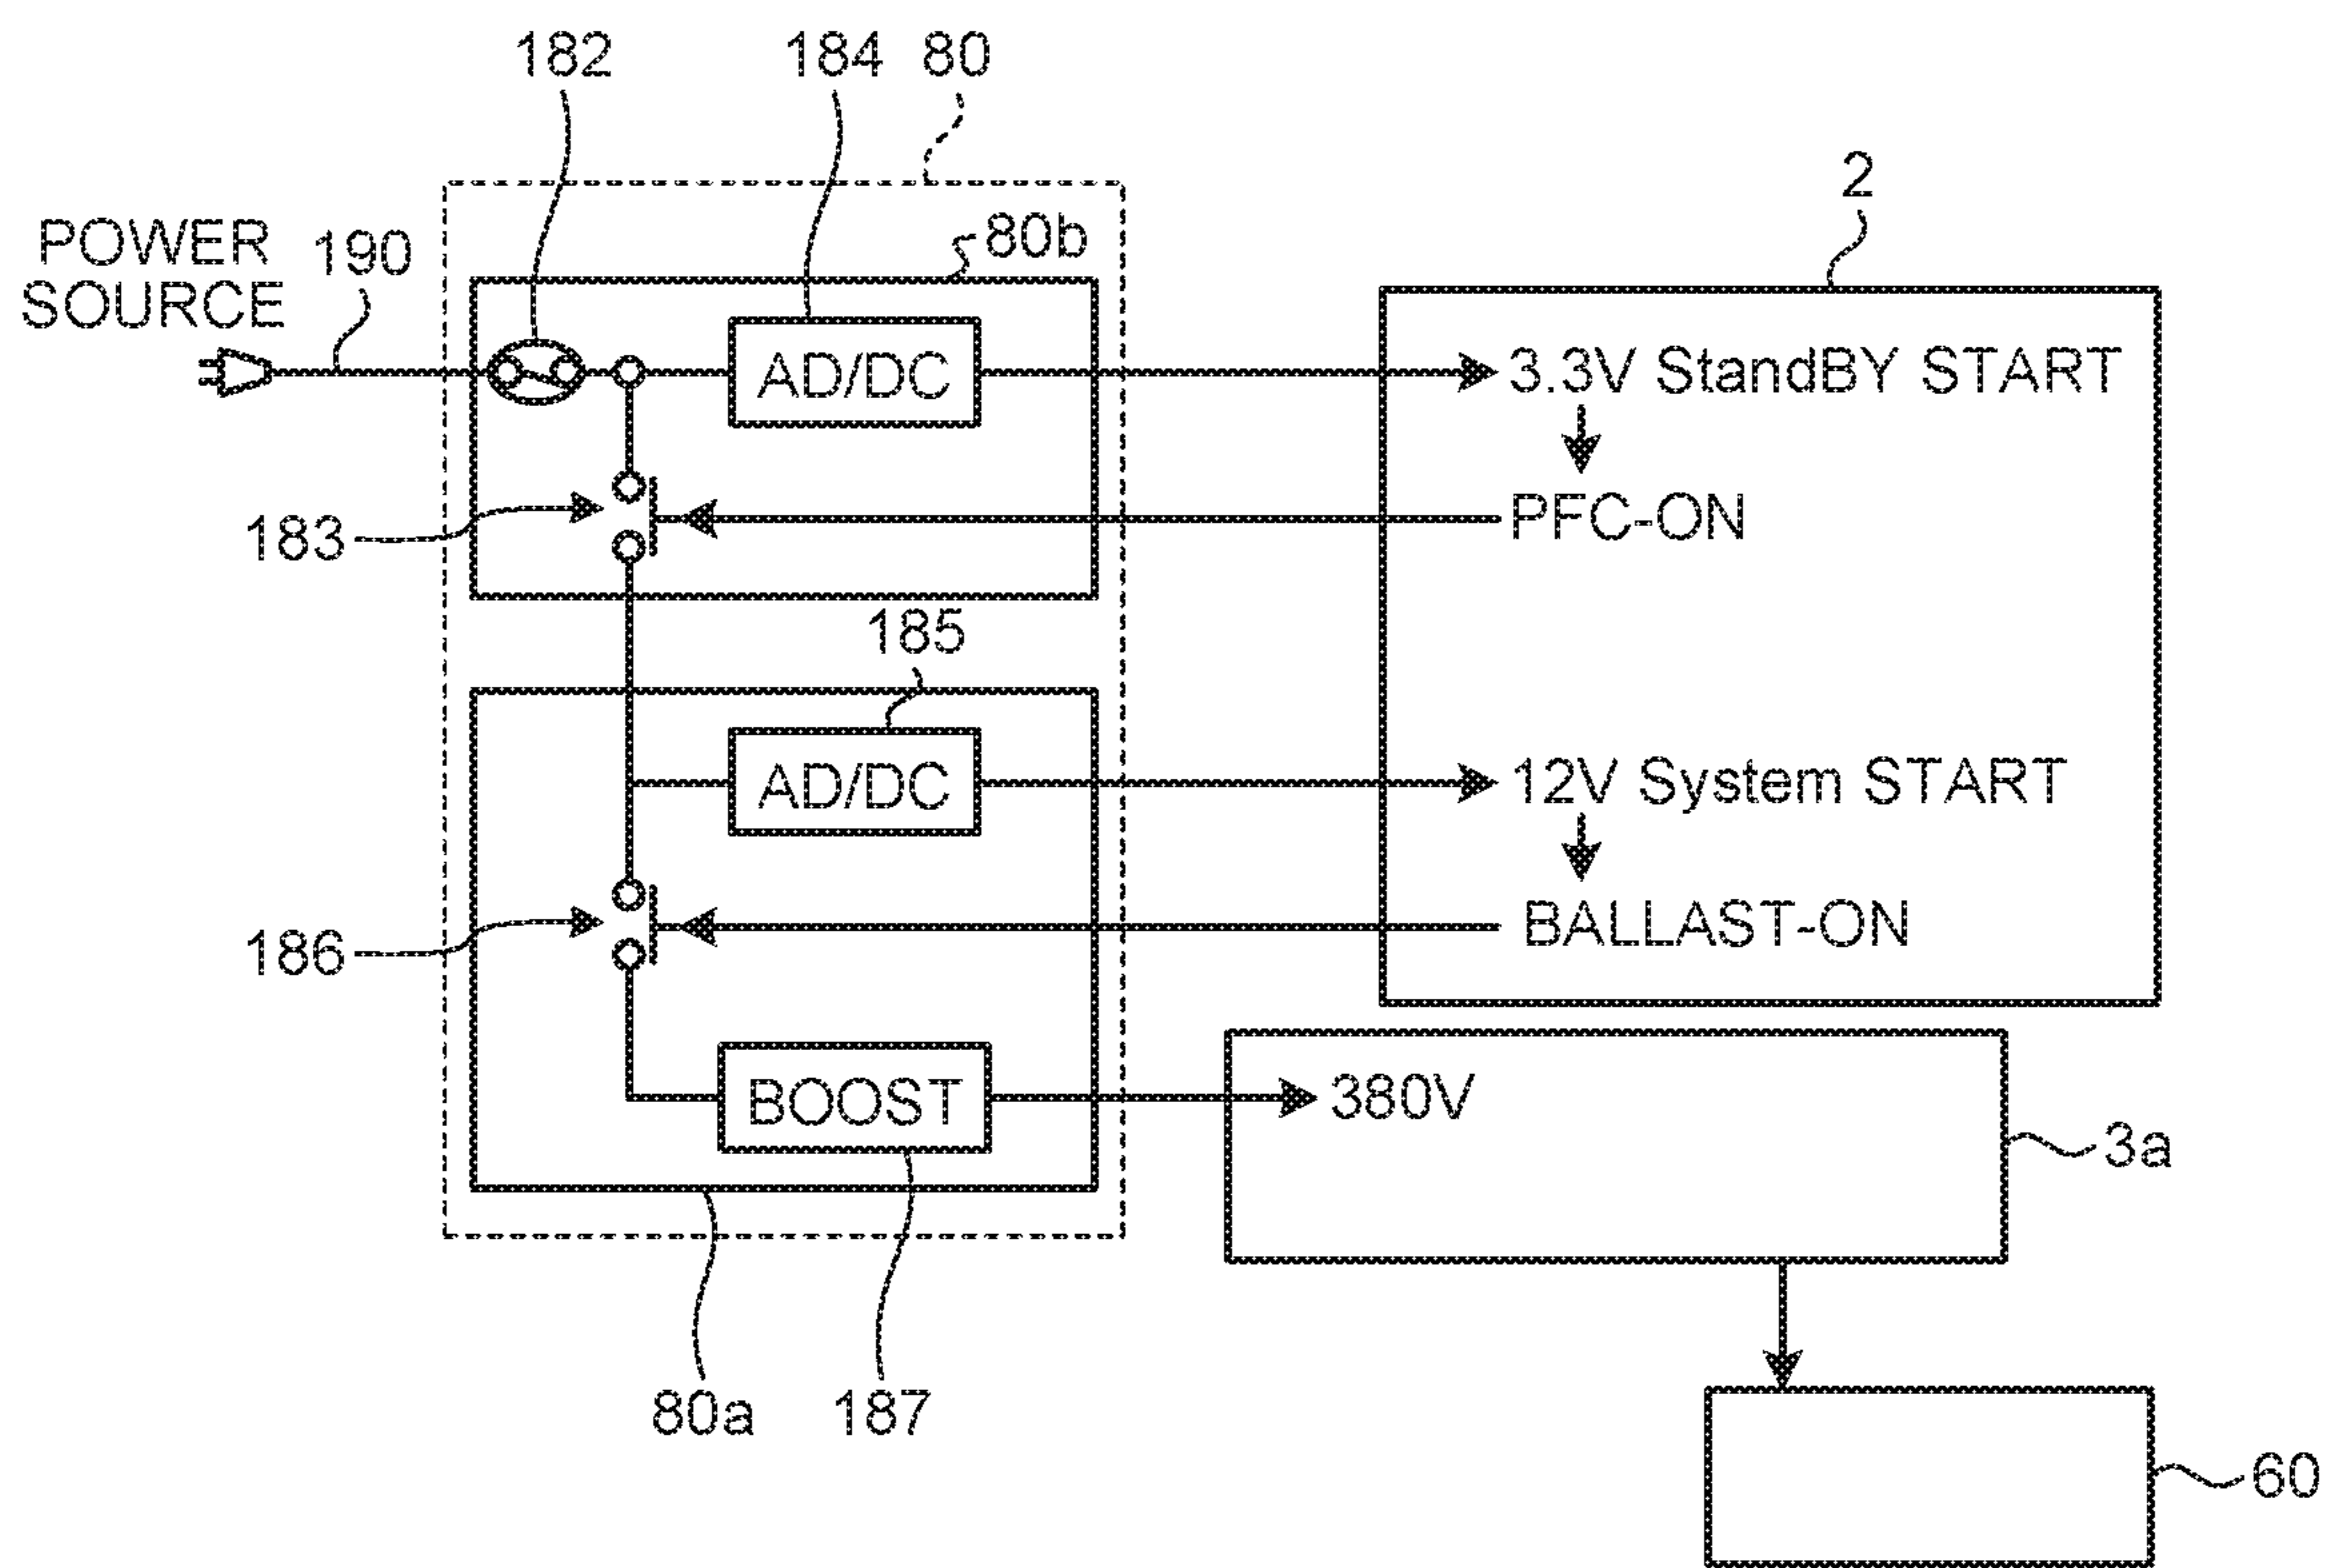 182
184
80
2
80b
POWER
SOURCE
190
AD/DC
3.3V StandBY START
183
PFC-ON
185
AD/DC
12V System START
186
BALLAST-ON
BOOST
380V
3a
80a
187
60